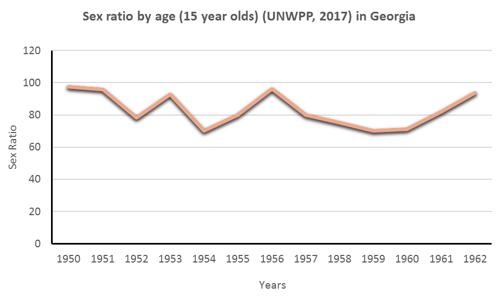 Sex ratio by age (15 year olds) (UNWPP, 2017) in Georgia
120
100
80
60
40
20
0
Sex Ratio
1950 1951 1952 1953 1954 1955 1956 1957 1958 1959 1960 1961 1962
Years